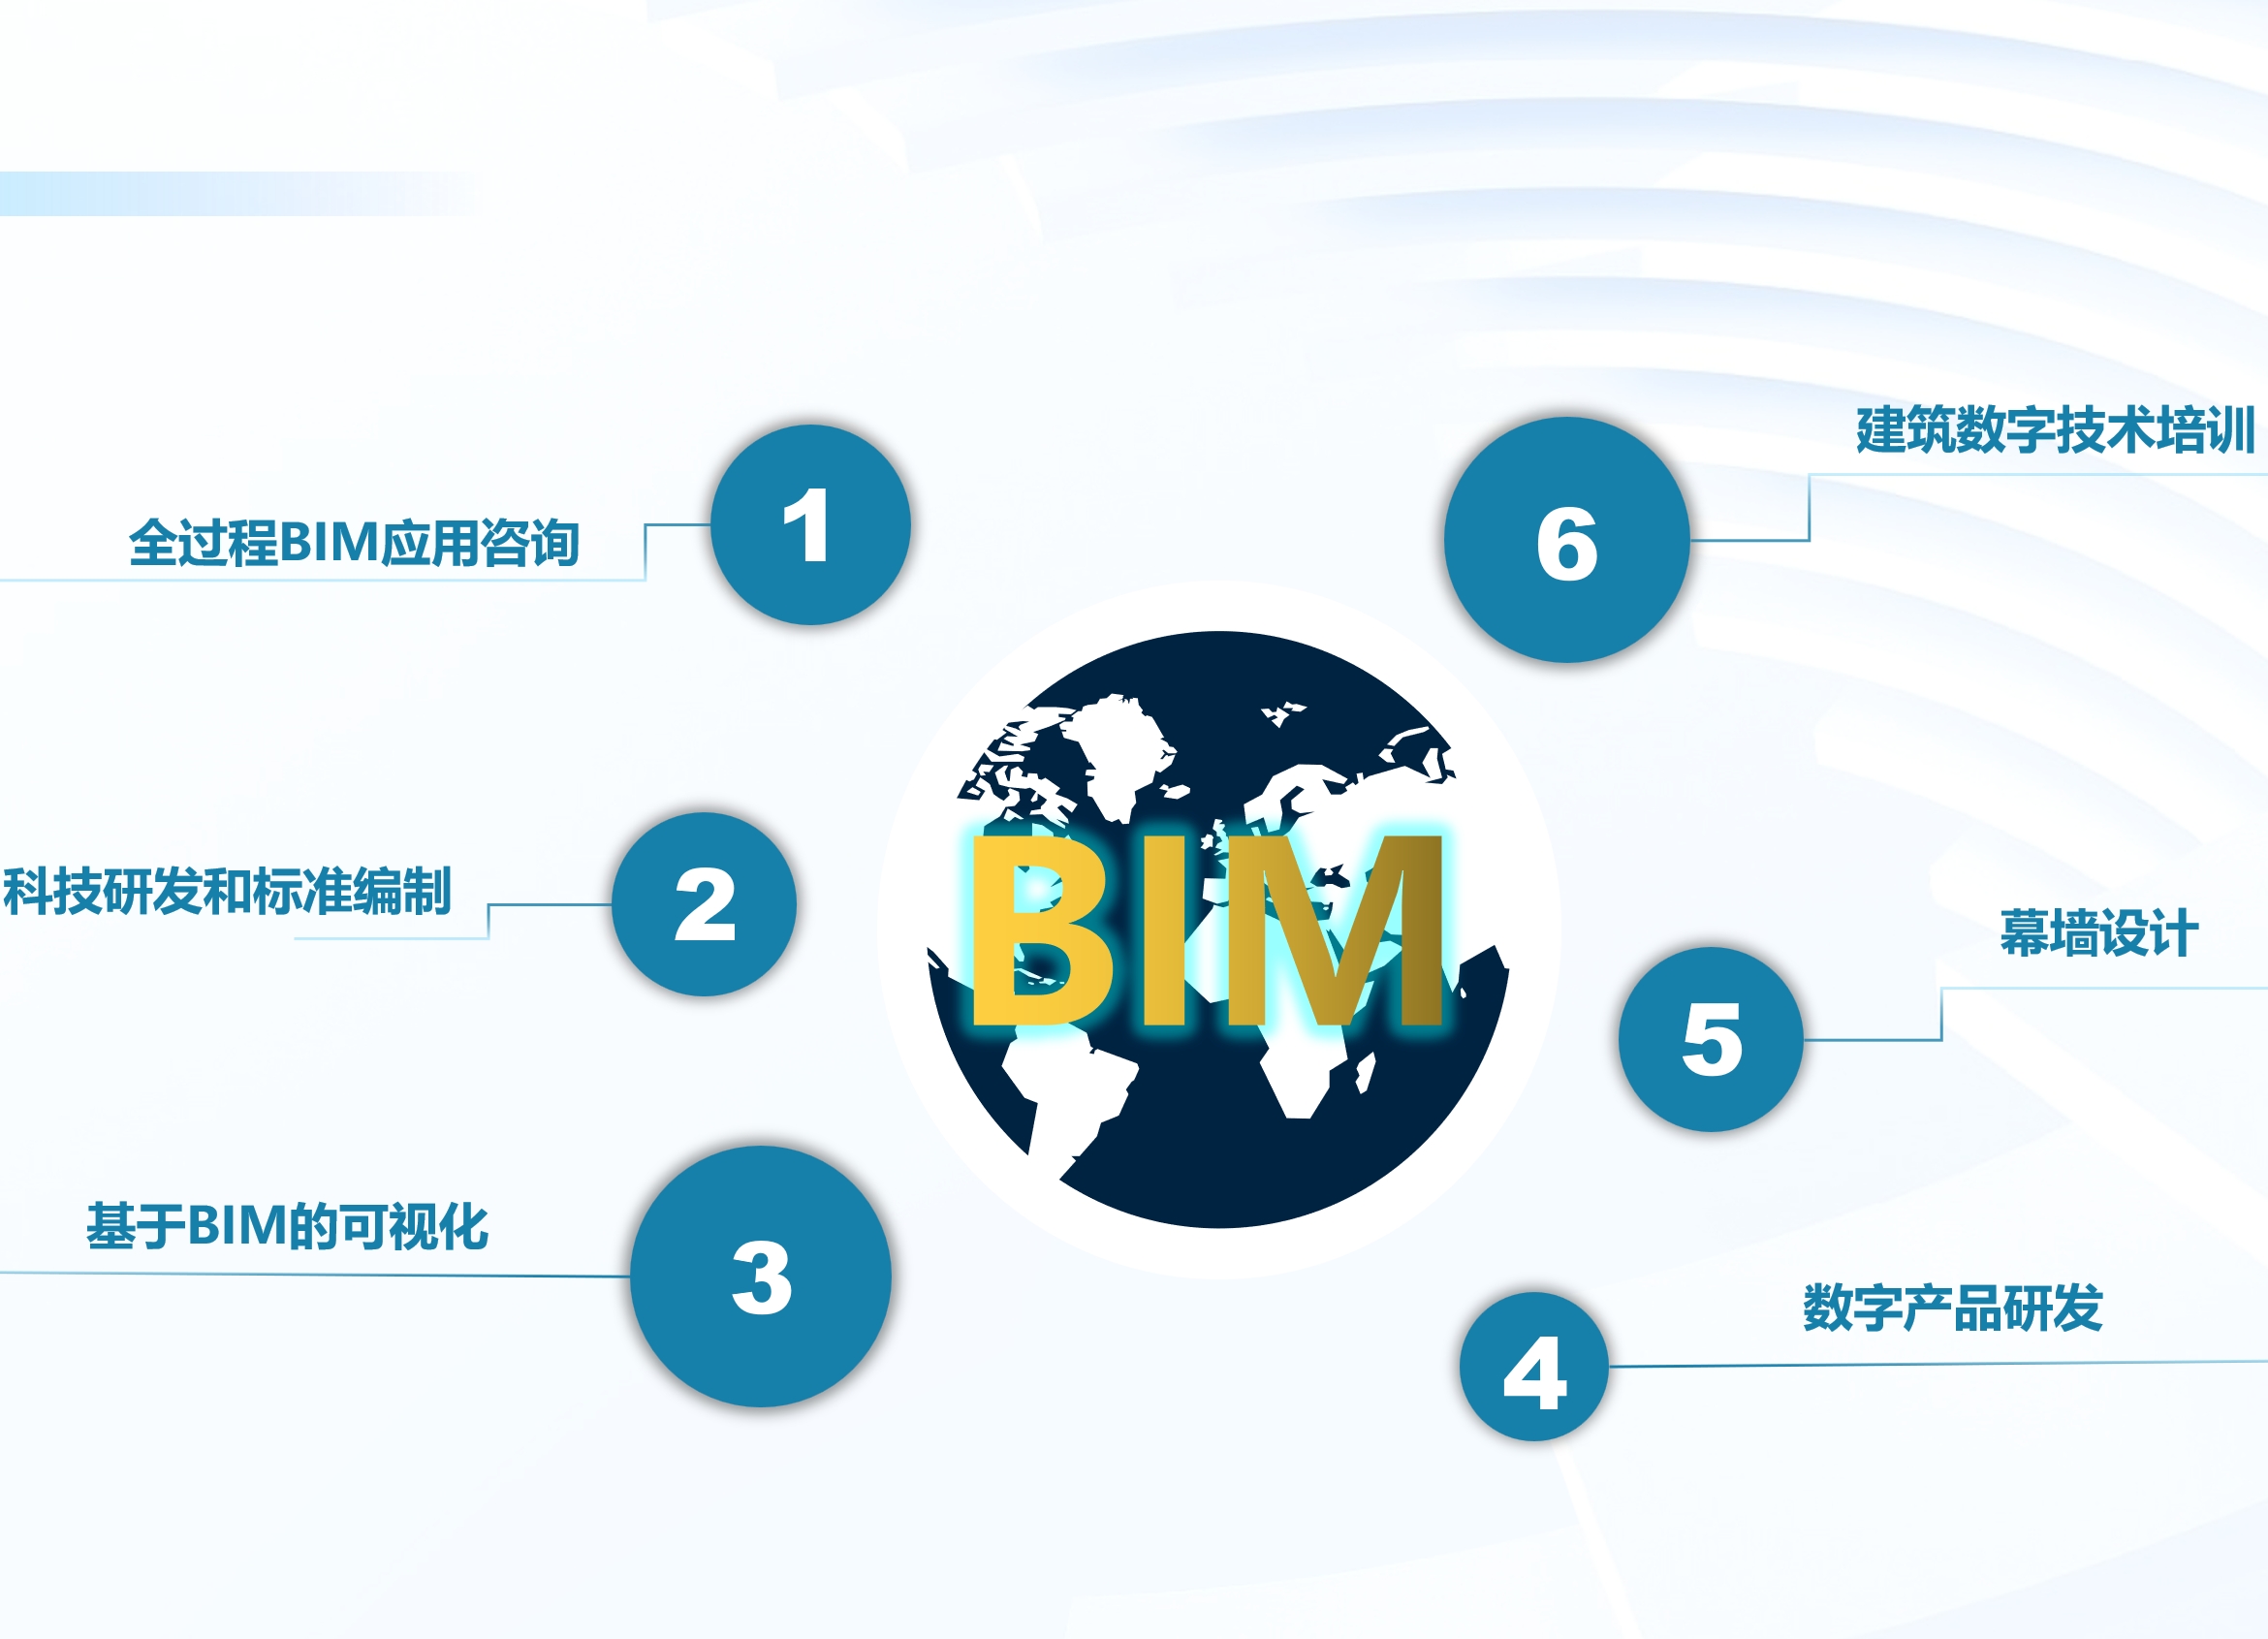 1
全过程BIM应用咨询
2
科技研发和标准编制
3
基于BIM的可视化
BIM
6
建筑数字技术培训
5
幕墙设计
4
数字产品研发